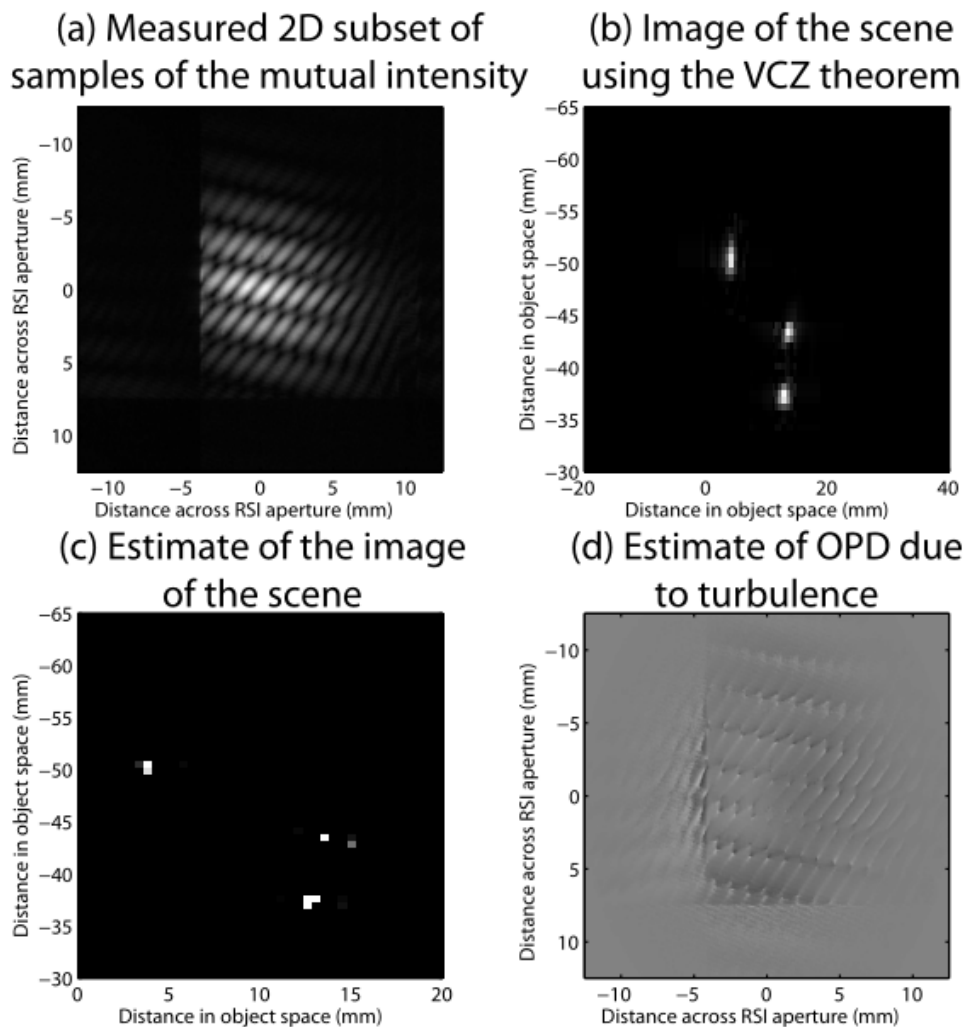 (a) Measured 2D subset of
samples of the mutual intensity
Distance across RSI aperture (mm)
−10
−5
0
5
10
−10 −5 0 5 10
Distance across RSI aperture (mm)
(b) Image of the scene
using the VCZ theorem
Distance in object space (mm)
−65
−60
−55
−50
−45
−40
−35
−30
−20 0 20 40
Distance in object space (mm)
(c) Estimate of the image
of the scene
Distance in object space (mm)
−65
−60
−55
−50
−45
−40
−35
−30
0 5 10 15 20
Distance in object space (mm)
(d) Estimate of OPD due
to turbulence
Distance across RSI aperture (mm)
−10
−5
0
5
10
−10 −5 0 5 10
Distance across RSI aperture (mm)